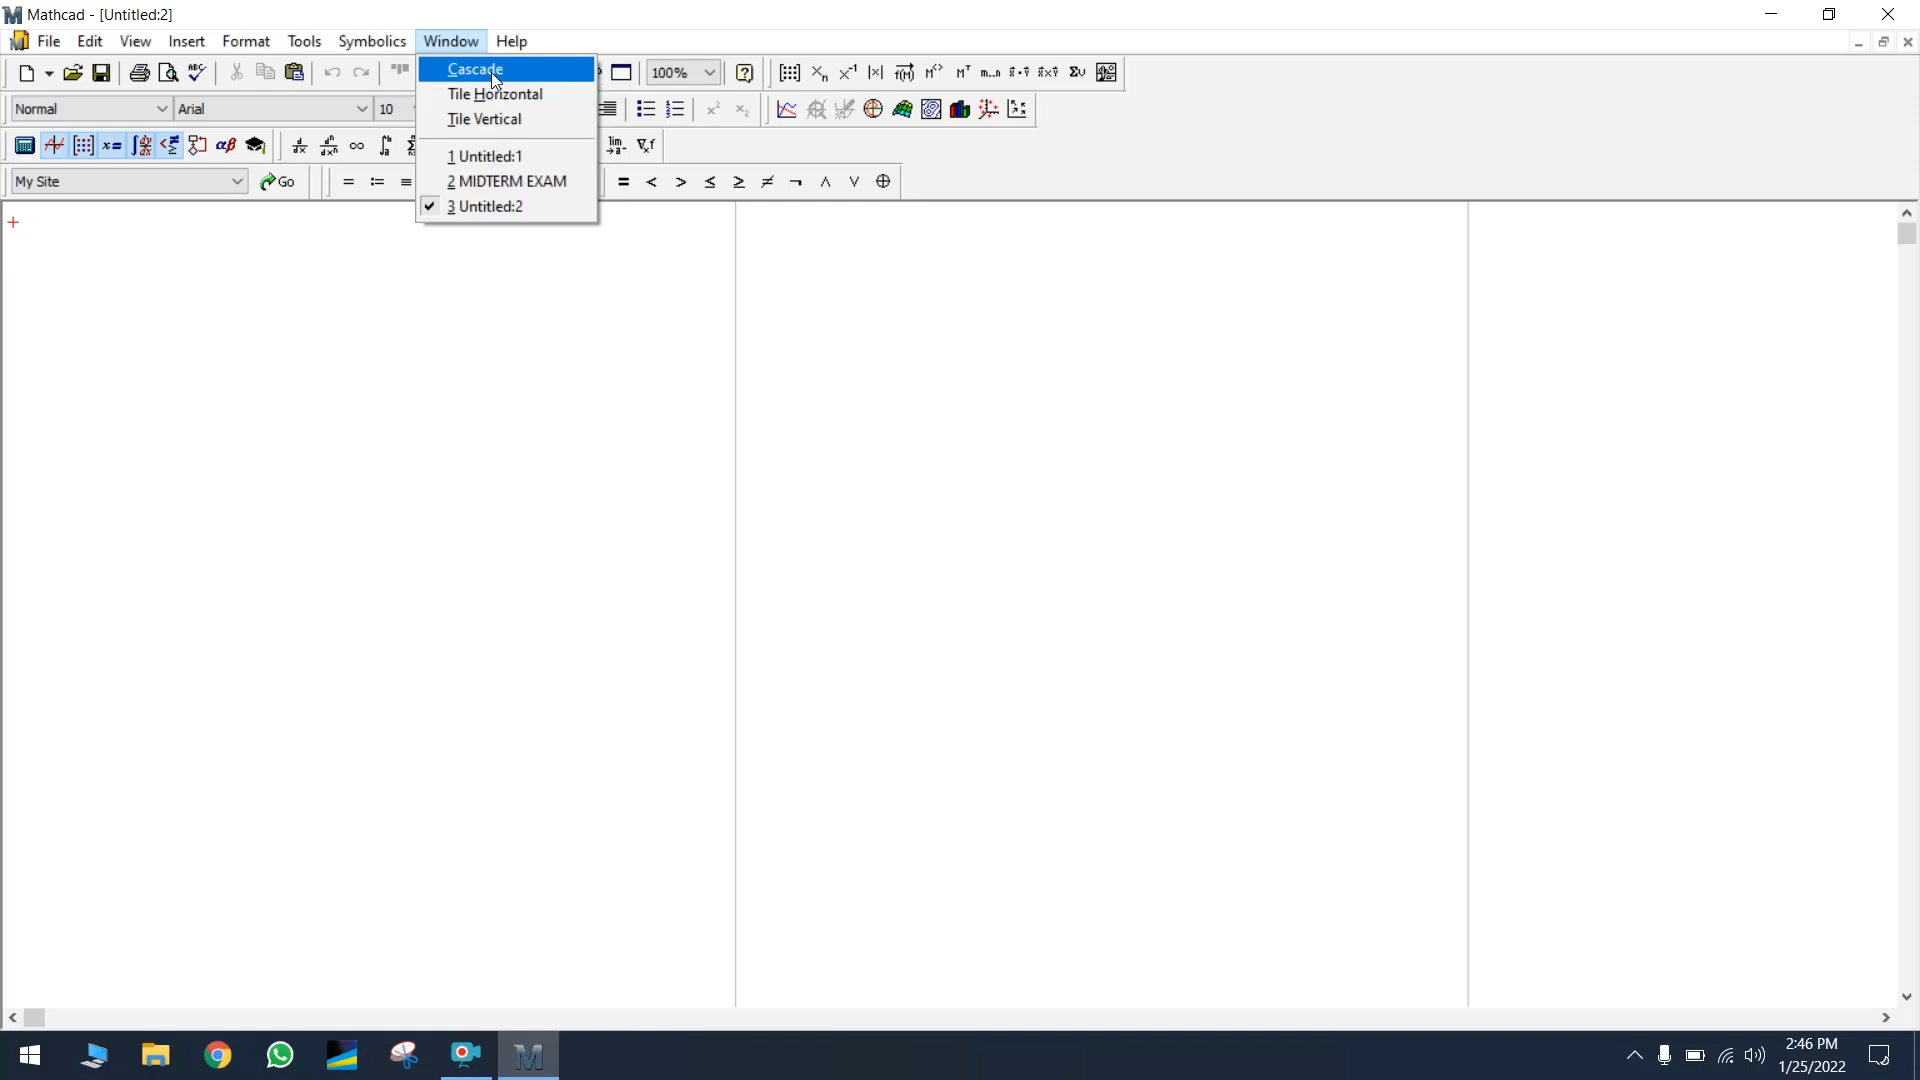 Mathcad - [Untitled:2]
File Edit View Insert Format Tools Symbolics Window Help
Cascade
Tile Horizontal
Tile Vertical
1 Untitled:1
2 MIDTERM EXAM
3 Untitled:2
100%
Normal Arial 10
My Site Go
= < > ≤ ≥ ≠ ¬ ∧ ∨ ⊕
2:46 PM
1/25/2022